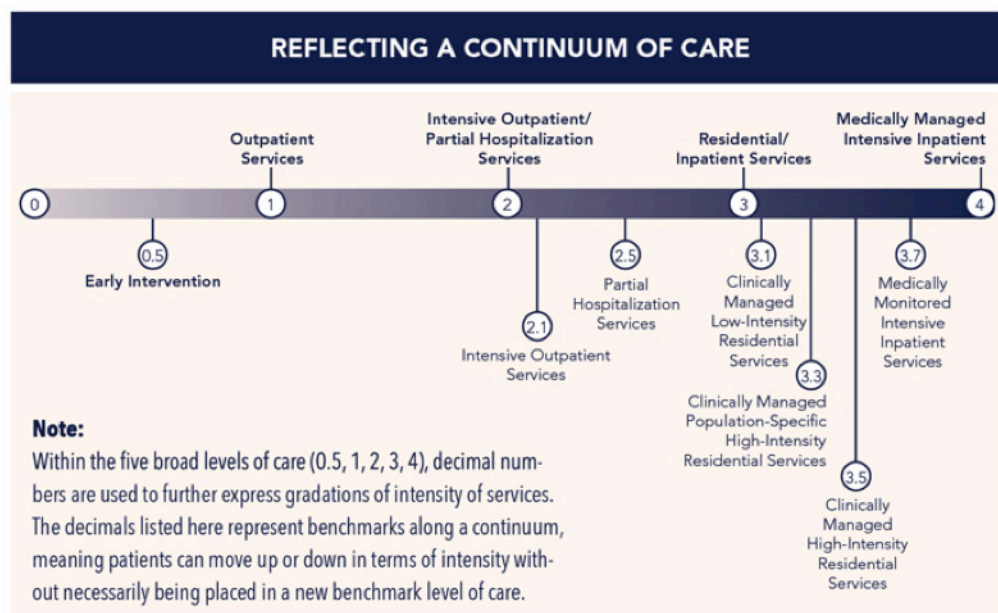 REFLECTING A CONTINUUM OF CARE
Outpatient
Services
Intensive Outpatient/
Partial Hospitalization
Services
Residential/
Inpatient Services
Medically Managed
Intensive Inpatient
Services
0
1
2
3
4
0.5
Early Intervention
2.1
Intensive Outpatient
Services
2.5
Partial
Hospitalization
Services
3.1
Clinically
Managed
Low-Intensity
Residential
Services
3.3
Clinically Managed
Population-Specific
High-Intensity
Residential Services
3.5
Clinically
Managed
High-Intensity
Residential
Services
3.7
Medically
Monitored
Intensive
Inpatient
Services
Note:
Within the five broad levels of care (0.5, 1, 2, 3, 4), decimal num-
bers are used to further express gradations of intensity of services.
The decimals listed here represent benchmarks along a continuum,
meaning patients can move up or down in terms of intensity with-
out necessarily being placed in a new benchmark level of care.